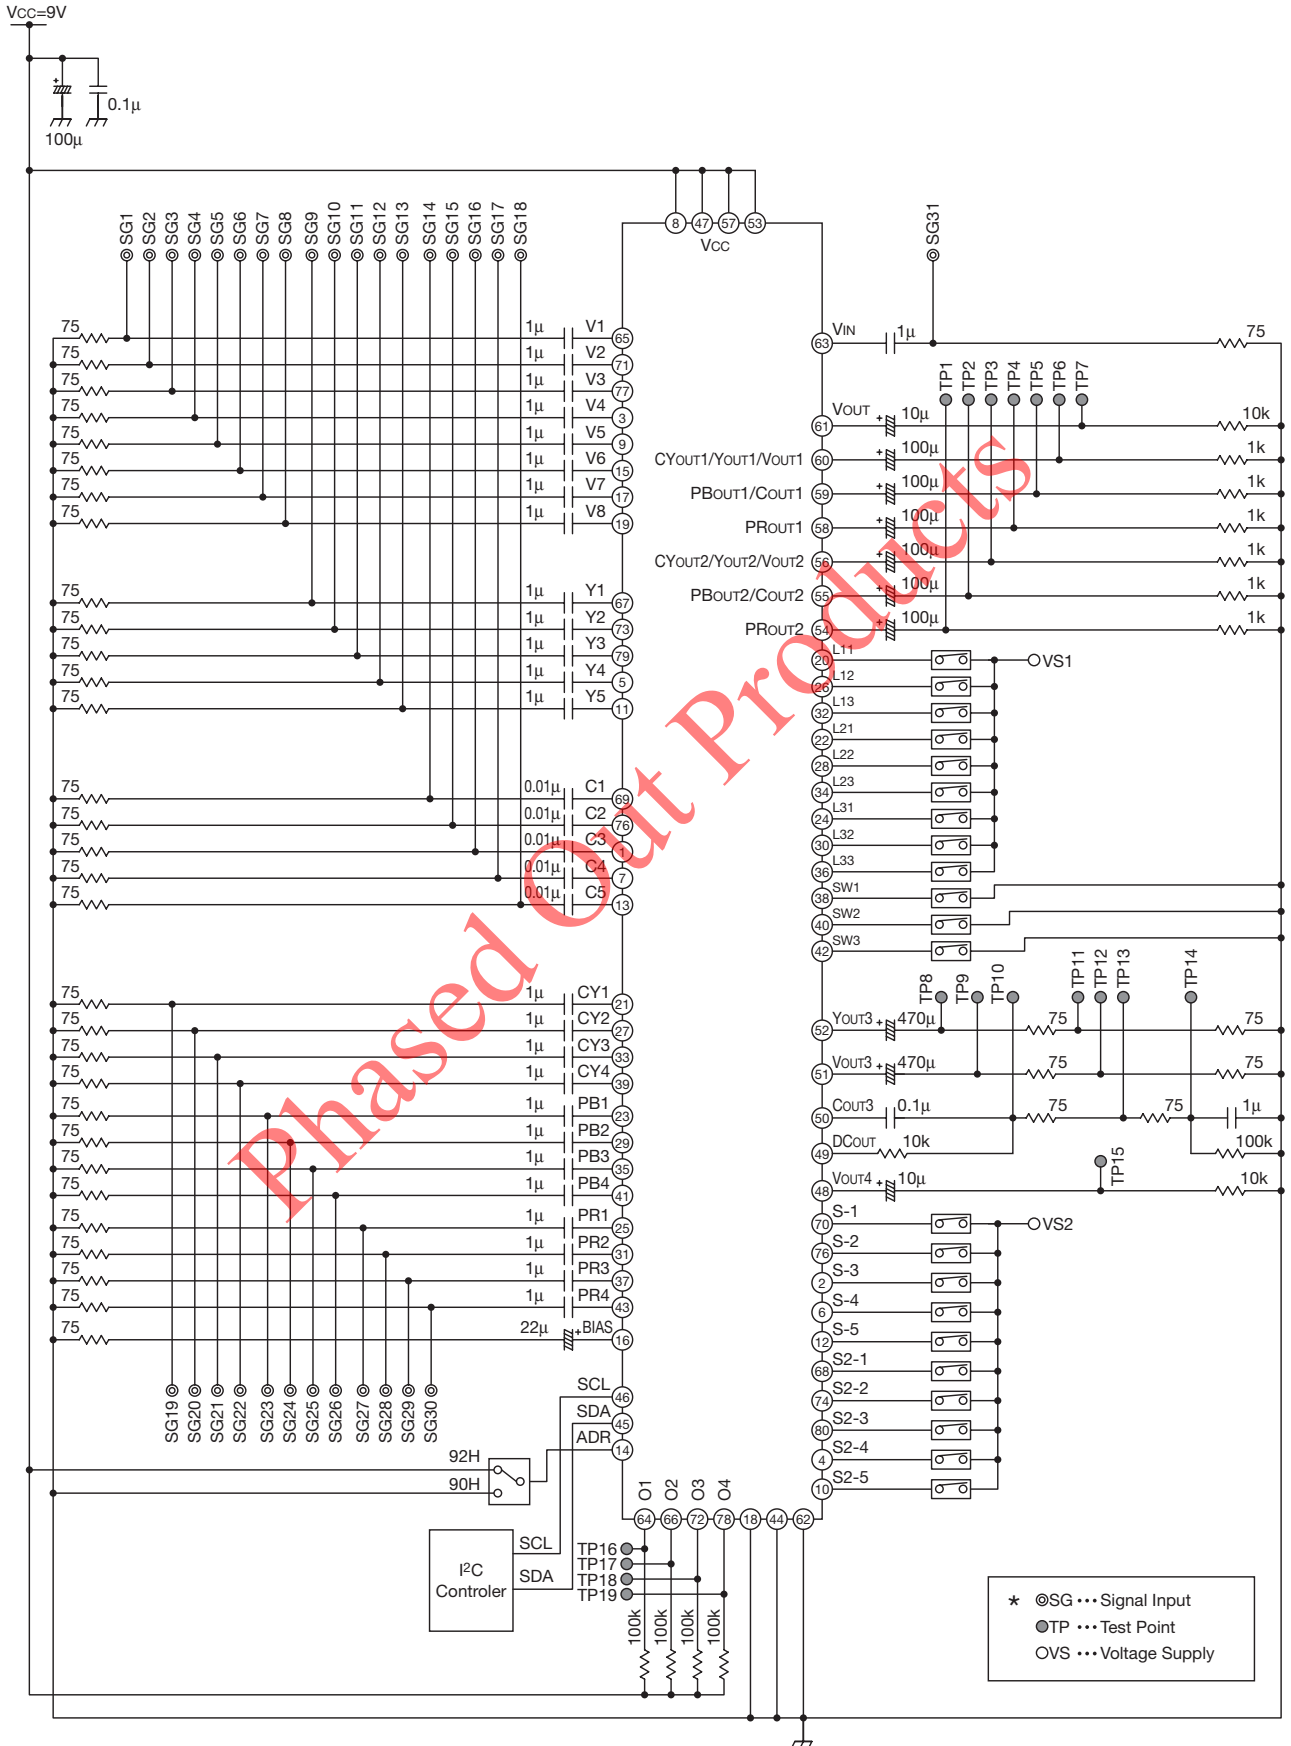 VCC=9V
0.1µ
100µ
SG1 SG2 SG3 SG4 SG5 SG6 SG7 SG8 SG9 SG10 SG11 SG12 SG13 SG14 SG15 SG16 SG17 SG18
8 47 57 53
VCC
SG31
75 1µ V1 65
75 1µ V2 71
75 1µ V3 77
75 1µ V4 3
75 1µ V5 9
75 1µ V6 15
75 1µ V7 17
75 1µ V8 19
75 1µ Y1 67
75 1µ Y2 73
75 1µ Y3 79
75 1µ Y4 5
75 1µ Y5 11
75 0.01µ C1 69
75 0.01µ C2 76
75 0.01µ C3 1
75 0.01µ C4 7
75 0.01µ C5 13
75 1µ CY1 21
75 1µ CY2 27
75 1µ CY3 33
75 1µ CY4 39
75 1µ PB1 23
75 1µ PB2 29
75 1µ PB3 35
75 1µ PB4 41
75 1µ PR1 25
75 1µ PR2 31
75 1µ PR3 37
75 1µ PR4 43
75 22µ + BIAS 16
SG19 SG20 SG21 SG22 SG23 SG24 SG25 SG26 SG27 SG28 SG29 SG30
SCL 46
SDA 45
ADR 14
92H
90H
I²C
Controler
SCL
SDA
63 VIN 1µ 75
TP1 TP2 TP3 TP4 TP5 TP6 TP7
VOUT 61 + 10µ 10k
CYOUT1/YOUT1/VOUT1 60 + 100µ 1k
PBOUT1/COUT1 59 + 100µ 1k
PROUT1 58 + 100µ 1k
CYOUT2/YOUT2/VOUT2 56 + 100µ 1k
PBOUT2/COUT2 55 + 100µ 1k
PROUT2 54 + 100µ 1k
20 L11 VS1
26 L12
32 L13
22 L21
28 L22
34 L23
24 L31
30 L32
36 L33
38 SW1
40 SW2
42 SW3
TP8 TP9 TP10 TP11 TP12 TP13 TP14
52 YOUT3 + 470µ 75 75
51 VOUT3 + 470µ 75 75
50 COUT3 0.1µ 75 75 1µ
49 DCOUT 10k 100k
TP15
48 VOUT4 + 10µ 10k
70 S-1 VS2
76 S-2
2 S-3
6 S-4
12 S-5
68 S2-1
74 S2-2
80 S2-3
4 S2-4
10 S2-5
O1 O2 O3 O4
64 66 72 78 18 44 62
TP16
TP17
TP18
TP19
100k 100k 100k 100k
* SG ••• Signal Input
TP ••• Test Point
VS ••• Voltage Supply
Phased Out Products